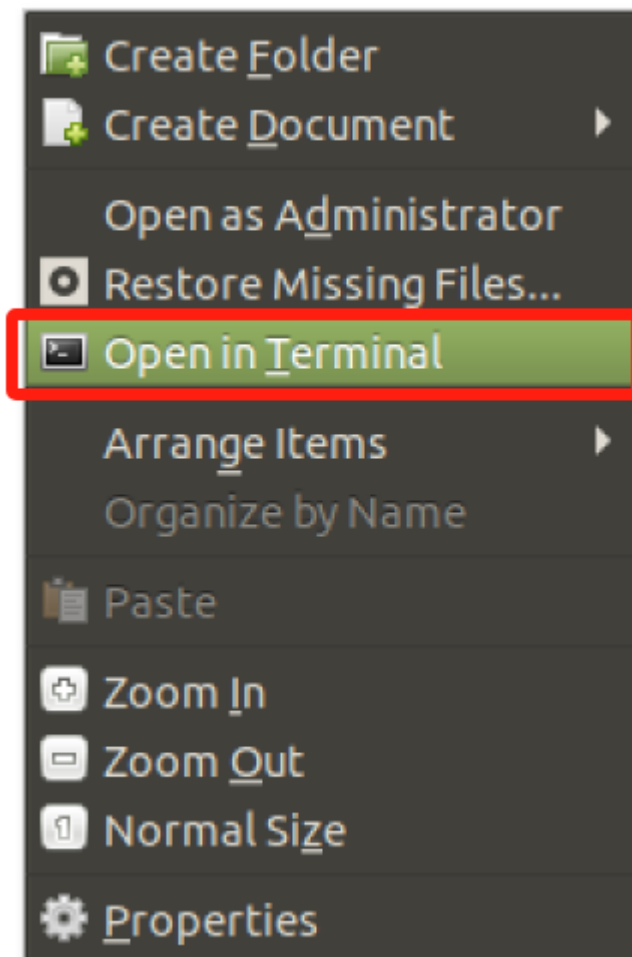 Create Folder
Create Document
Open as Administrator
Restore Missing Files...
Open in Terminal
Arrange Items
Organize by Name
Paste
Zoom In
Zoom Out
Normal Size
Properties